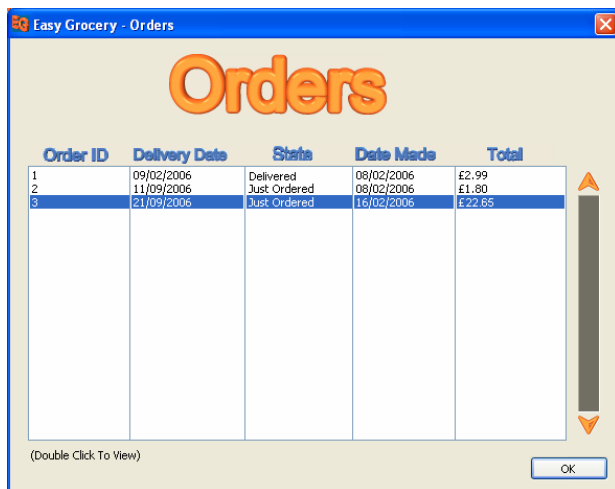 EG Easy Grocery - Orders
Orders
Order ID Delivery Date State Date Made Total
1 09/02/2006 Delivered 08/02/2006 £2.99
2 11/09/2006 Just Ordered 08/02/2006 £1.80
3 21/09/2006 Just Ordered 16/02/2006 £22.65
(Double Click To View)
OK